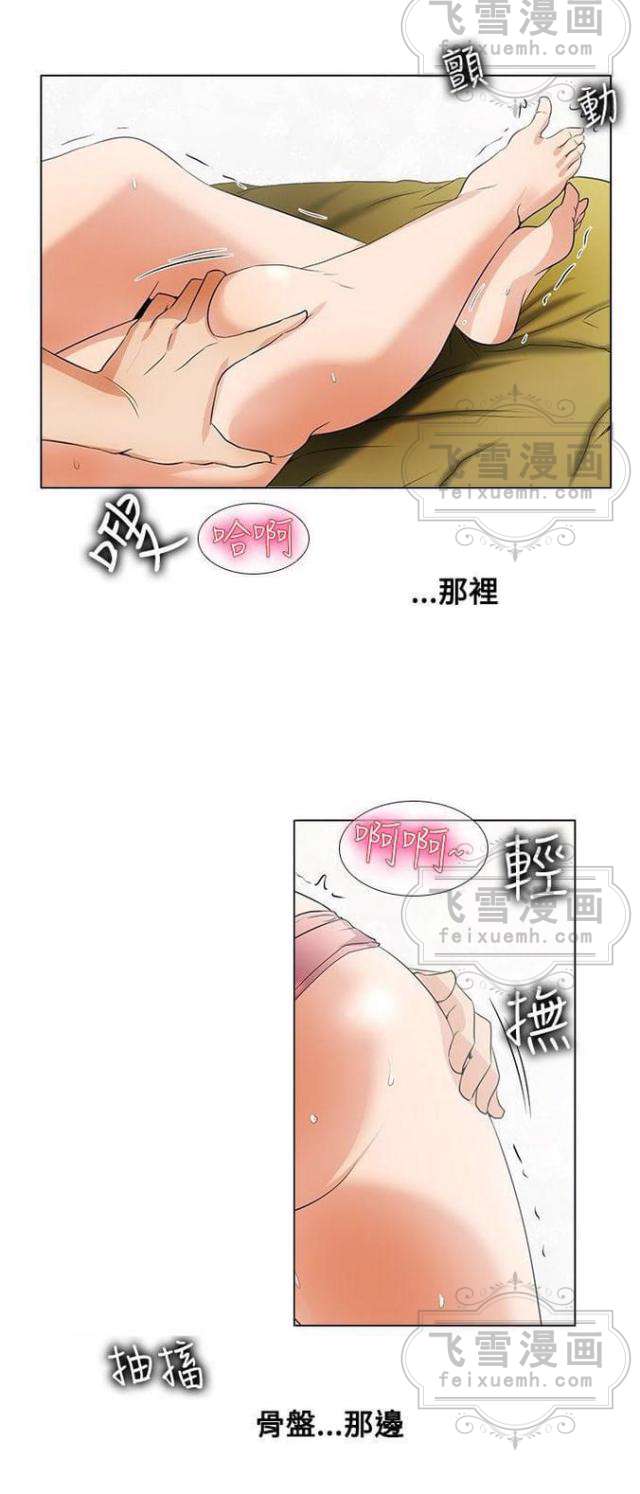 飞雪漫画
feixuemh.com
顫
動
飞雪漫画
feixuemh.com
嗖
哈啊
...那裡
啊啊~
輕
飞雪漫画
feixuemh.com
撫
飞雪漫画
feixuemh.com
抽搐
骨盤...那邊